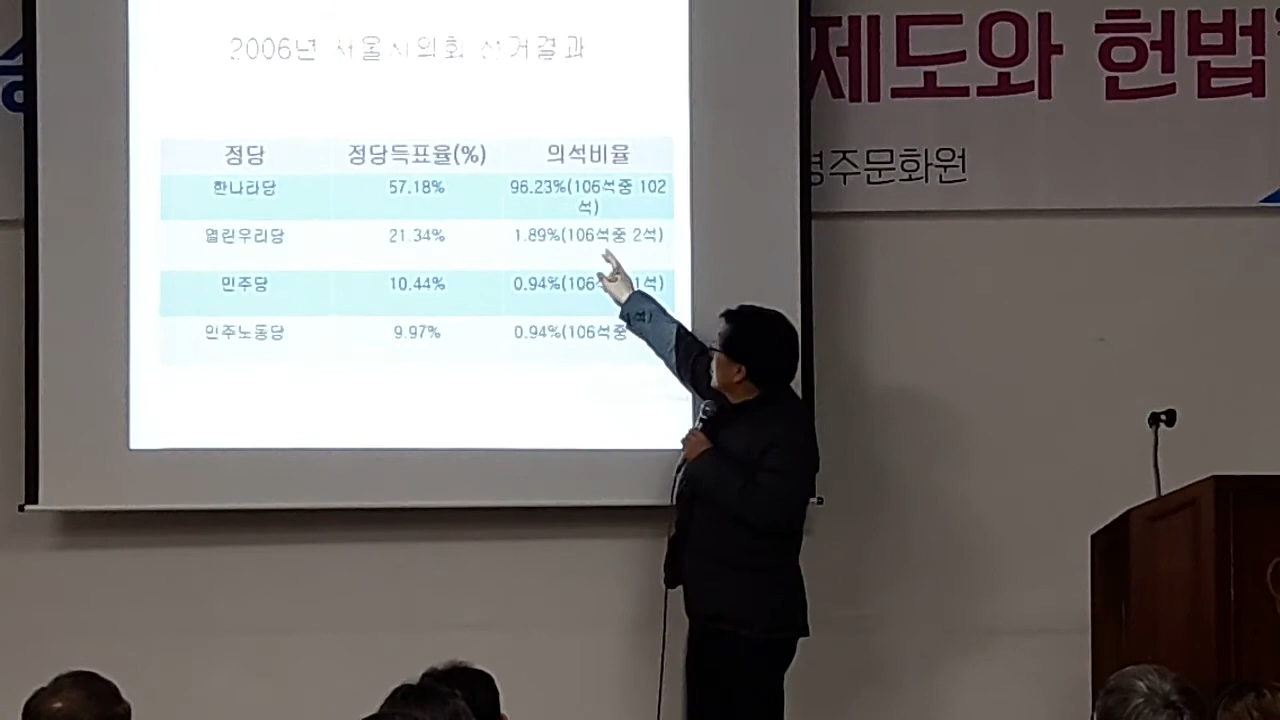 2006년 서울시의회 선거결과
정당 정당득표율(%) 의석비율
한나라당 57.18% 96.23%(106석중 102
석)
열린우리당 21.34% 1.89%(106석중 2석)
민주당 10.44% 0.94%(106 1석)
민주노동당 9.97% 0.94%(106석중
석)
제도와 헌법
경주문화원